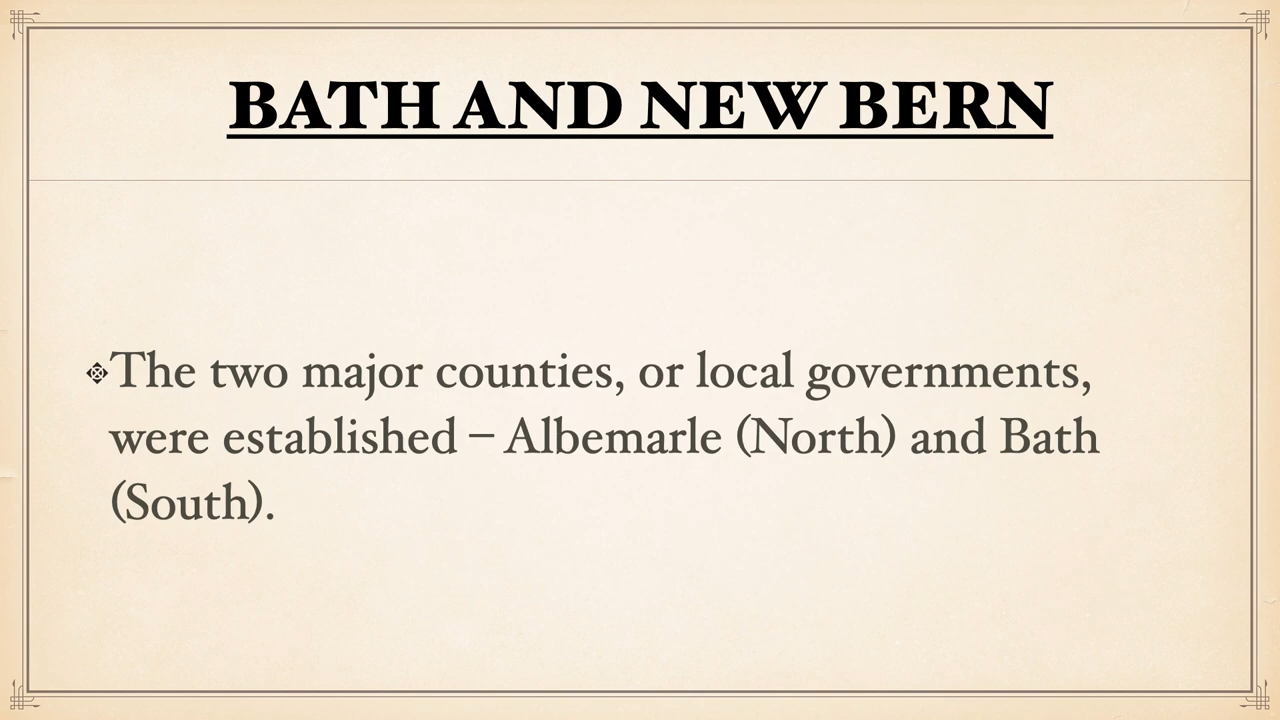 BATH AND NEW BERN
The two major counties, or local governments,
were established – Albemarle (North) and Bath
(South).